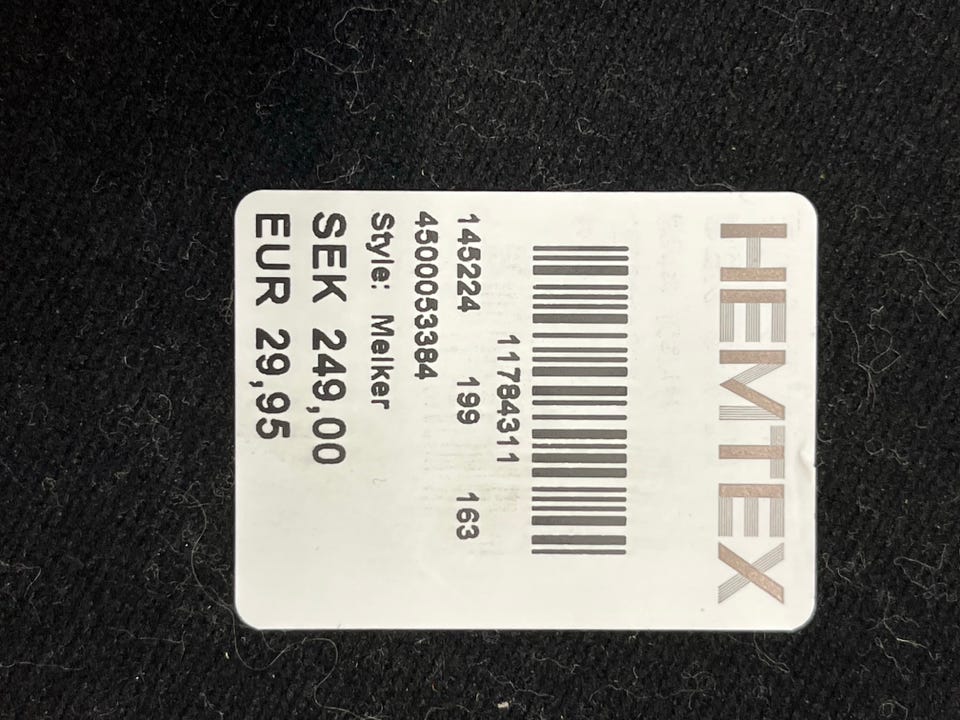 HEMTEX
11784311
145224 199 163
4500053384
Style: Melker
SEK 249,00
EUR 29,95